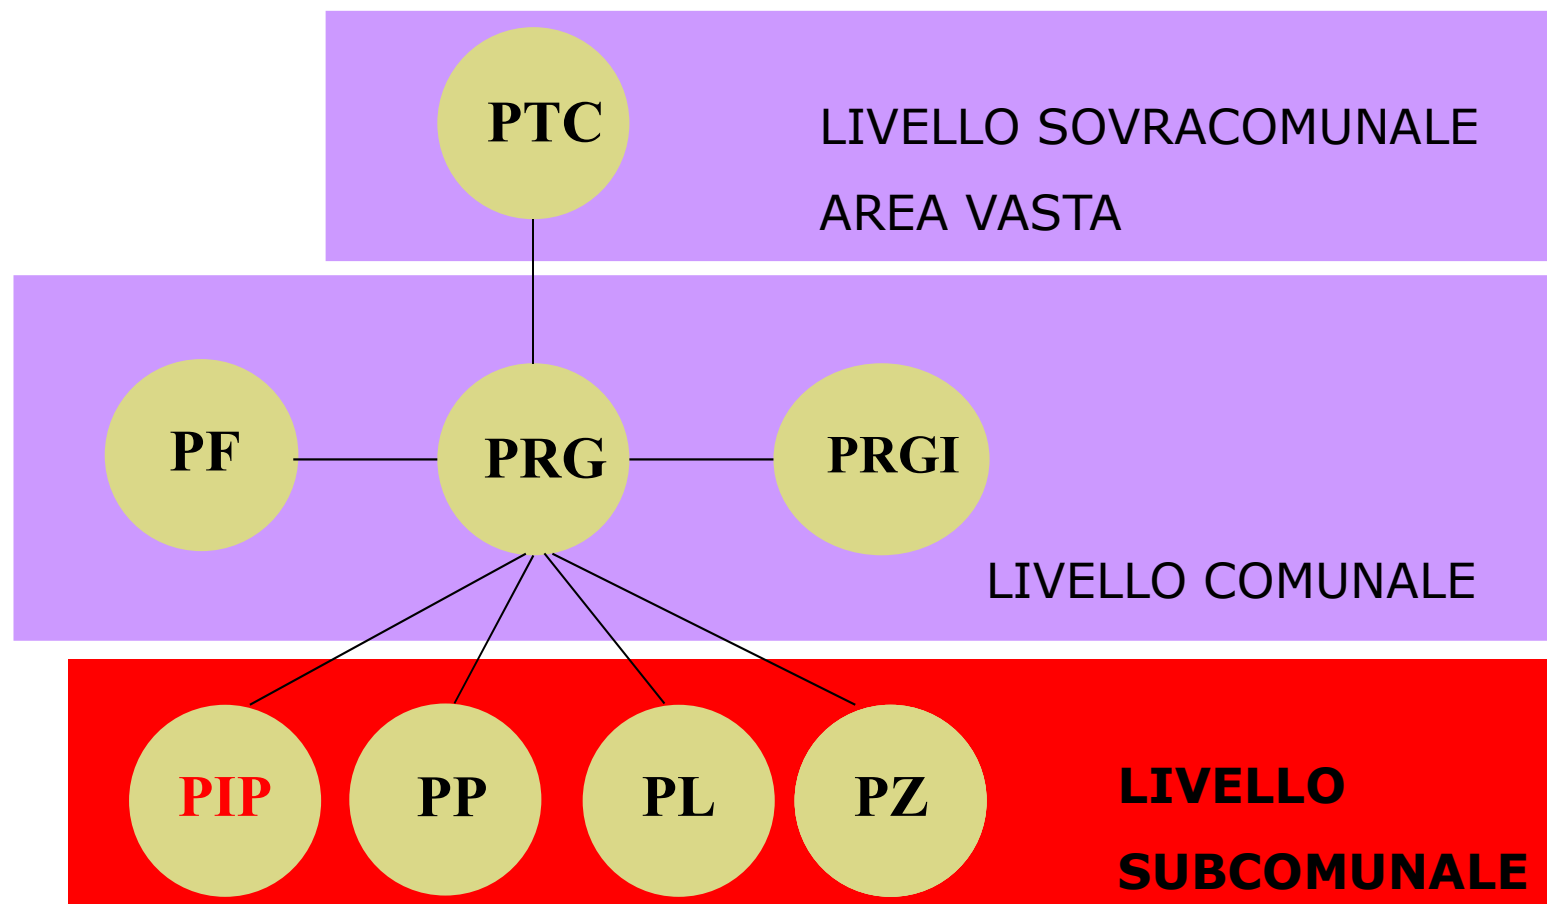 PTC
LIVELLO SOVRACOMUNALE
AREA VASTA
PF
PRG
PRGI
LIVELLO COMUNALE
PIP
PP
PL
PZ
LIVELLO
SUBCOMUNALE